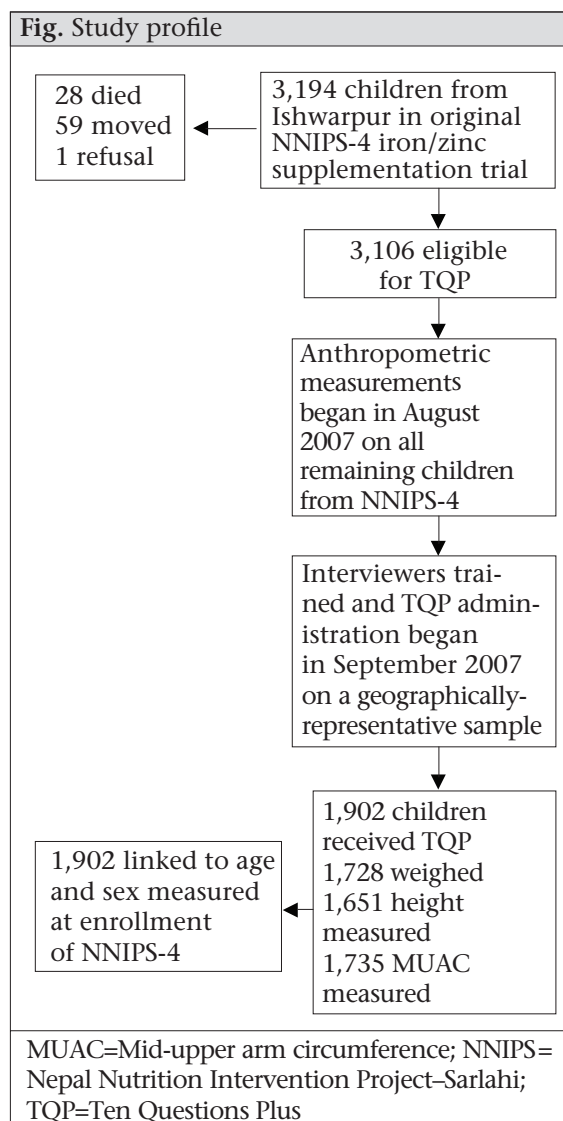 Fig. Study profile
28 died
59 moved
1 refusal
3,194 children from
Ishwarpur in original
NNIPS-4 iron/zinc
supplementation trial
3,106 eligible
for TQP
Anthropometric
measurements
began in August
2007 on all
remaining children
from NNIPS-4
Interviewers trai-
ned and TQP admin-
istration began
in September 2007
on a geographically-
representative sample
1,902 linked to age
and sex measured
at enrollment
of NNIPS-4
1,902 children
received TQP
1,728 weighed
1,651 height
measured
1,735 MUAC
measured
MUAC=Mid-upper arm circumference; NNIPS=
Nepal Nutrition Intervention Project–Sarlahi;
TQP=Ten Questions Plus